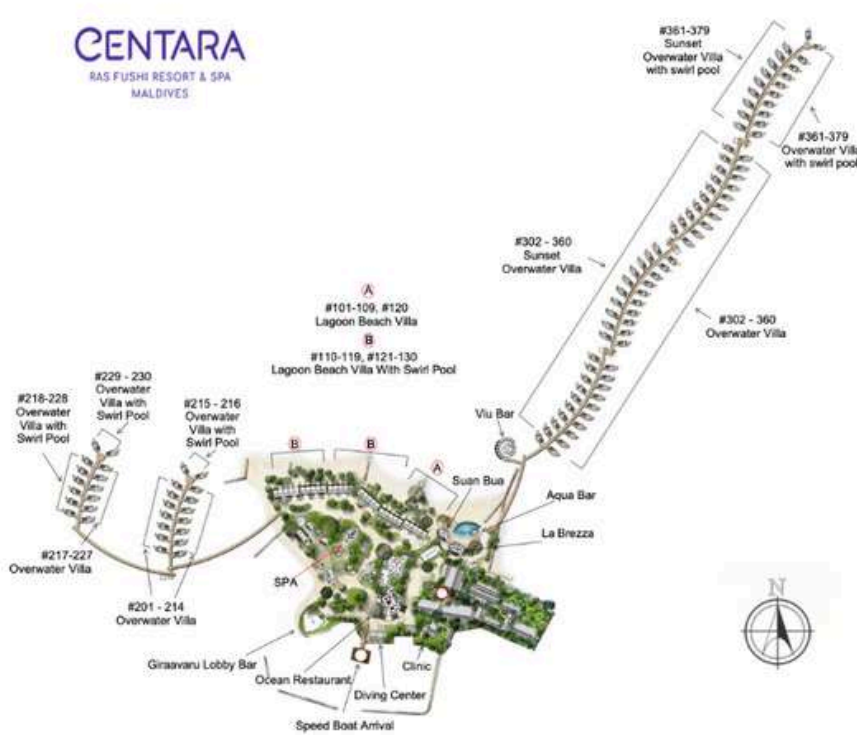 CENTARA
RAS FUSHI RESORT & SPA
MALDIVES
#361-379
Sunset
Overwater Villa
with swirl pool
#361-379
Overwater Villa
with swirl pool
#302 - 360
Sunset
Overwater Villa
#302 - 360
Overwater Villa
A
#101-109, #120
Lagoon Beach Villa
B
#110-119, #121-130
Lagoon Beach Villa With Swirl Pool
#229 - 230
Overwater
Villa with
Swirl Pool
#218-228
Overwater
Villa with
Swirl Pool
#215 - 216
Overwater
Villa with
Swirl Pool
Viu Bar
B
B
A
Suan Bua
Aqua Bar
La Brezza
#217-227
Overwater Villa
SPA
#201 - 214
Overwater Villa
N
Giraavaru Lobby Bar
Ocean Restaurant
Clinic
Diving Center
Speed Boat Arrival